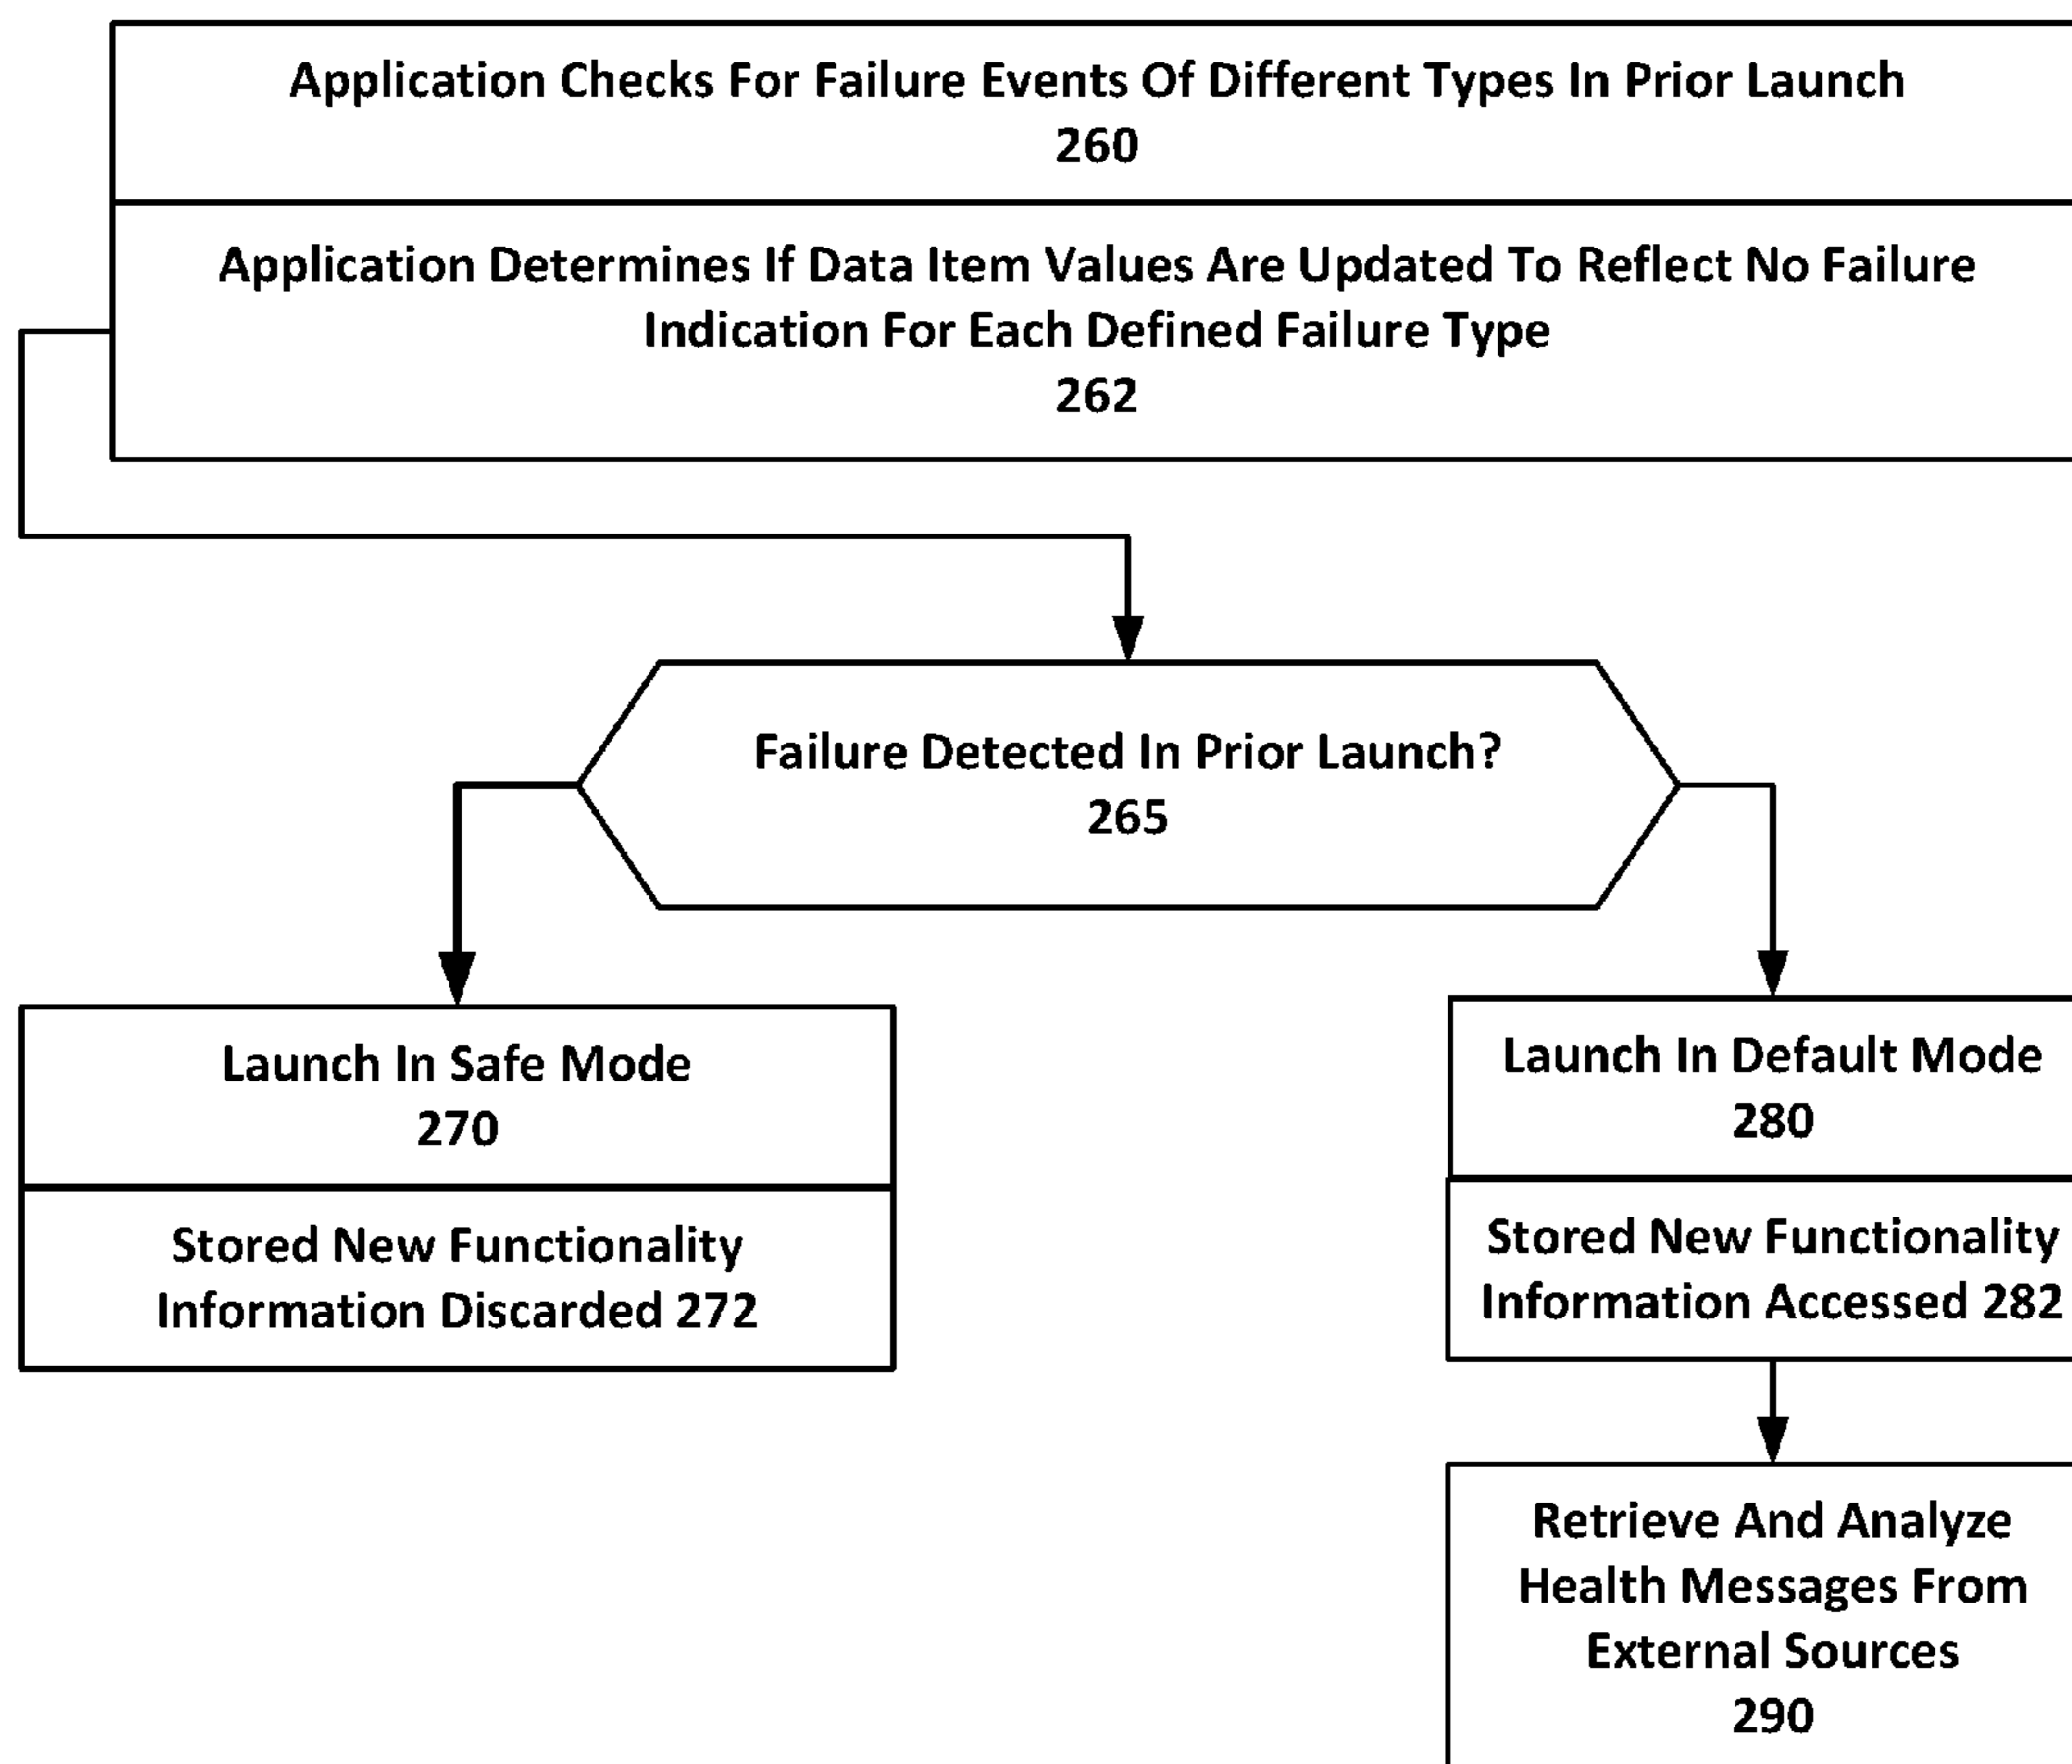 Application Checks For Failure Events Of Different Types In Prior Launch
260
Application Determines If Data Item Values Are Updated To Reflect No Failure
Indication For Each Defined Failure Type
262
Failure Detected In Prior Launch?
265
Launch In Safe Mode
270
Stored New Functionality
Information Discarded 272
Launch In Default Mode
280
Stored New Functionality
Information Accessed 282
Retrieve And Analyze
Health Messages From
External Sources
290